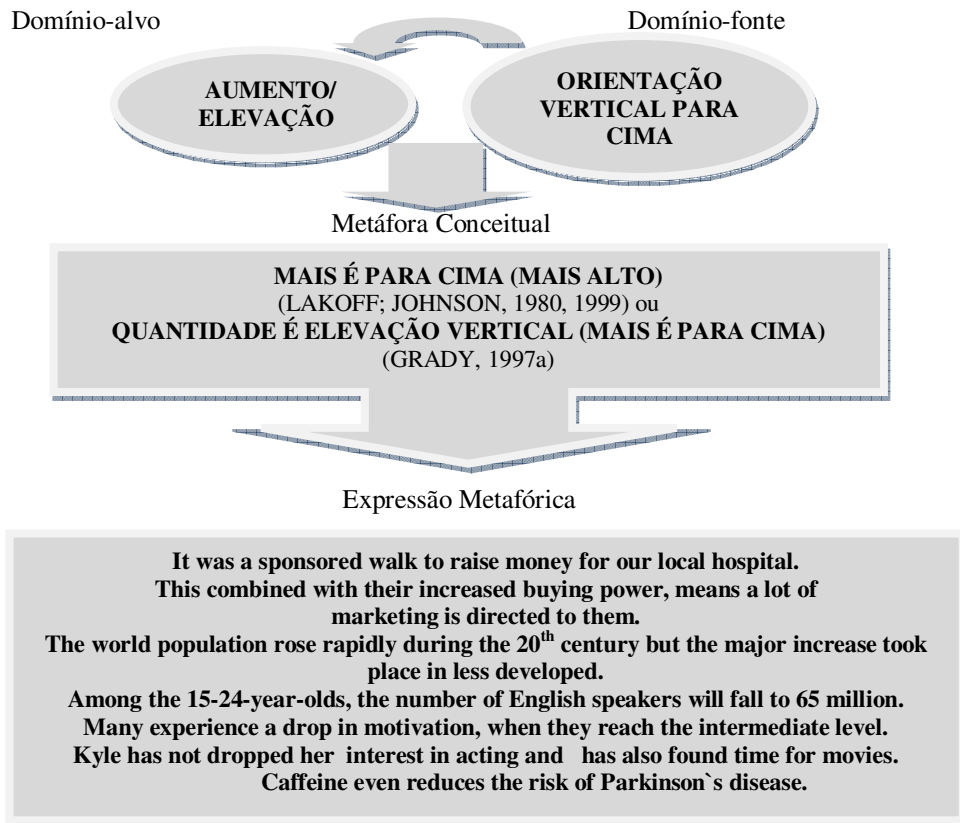 Domínio-alvo
Domínio-fonte
AUMENTO/
ELEVAÇÃO
ORIENTAÇÃO
VERTICAL PARA
CIMA
Metáfora Conceitual
MAIS É PARA CIMA (MAIS ALTO)
(LAKOFF; JOHNSON, 1980, 1999) ou
QUANTIDADE É ELEVAÇÃO VERTICAL (MAIS É PARA CIMA)
(GRADY, 1997a)
Expressão Metafórica
It was a sponsored walk to raise money for our local hospital.
This combined with their increased buying power, means a lot of
marketing is directed to them.
The world population rose rapidly during the 20th century but the major increase took
place in less developed.
Among the 15-24-year-olds, the number of English speakers will fall to 65 million.
Many experience a drop in motivation, when they reach the intermediate level.
Kyle has not dropped her interest in acting and has also found time for movies.
Caffeine even reduces the risk of Parkinson`s disease.